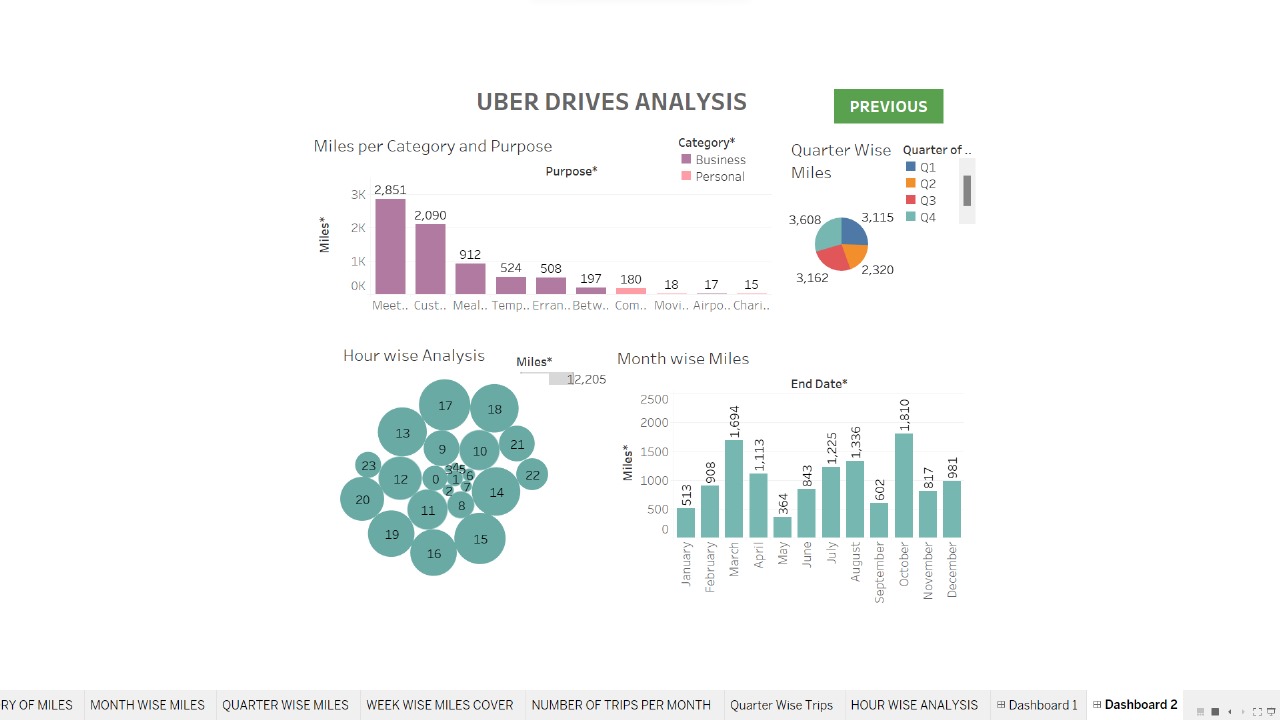 UBER DRIVES ANALYSIS
PREVIOUS
Miles per Category and Purpose
Category*
Business
Personal
Purpose*
Miles*
3K
2K
1K
0K
2,851
2,090
912
524
508
197
180
18
17
15
Meet..
Cust..
Meal..
Temp..
Erran..
Betw..
Com..
Movi..
Airpo..
Chari..
Quarter Wise
Miles
Quarter of ..
Q1
Q2
Q3
Q4
3,608
3,115
3,162
2,320
Hour wise Analysis
Miles*
12,205
17
18
13
9
10
21
23
3
4
5
22
12
0
1
6
2
7
14
20
11
8
19
15
16
Month wise Miles
End Date*
Miles*
2500
2000
1500
1000
500
0
513
908
1,694
1,113
364
843
1,225
1,336
602
1,810
817
981
January
February
March
April
May
June
July
August
September
October
November
December
RY OF MILES
MONTH WISE MILES
QUARTER WISE MILES
WEEK WISE MILES COVER
NUMBER OF TRIPS PER MONTH
Quarter Wise Trips
HOUR WISE ANALYSIS
Dashboard 1
Dashboard 2